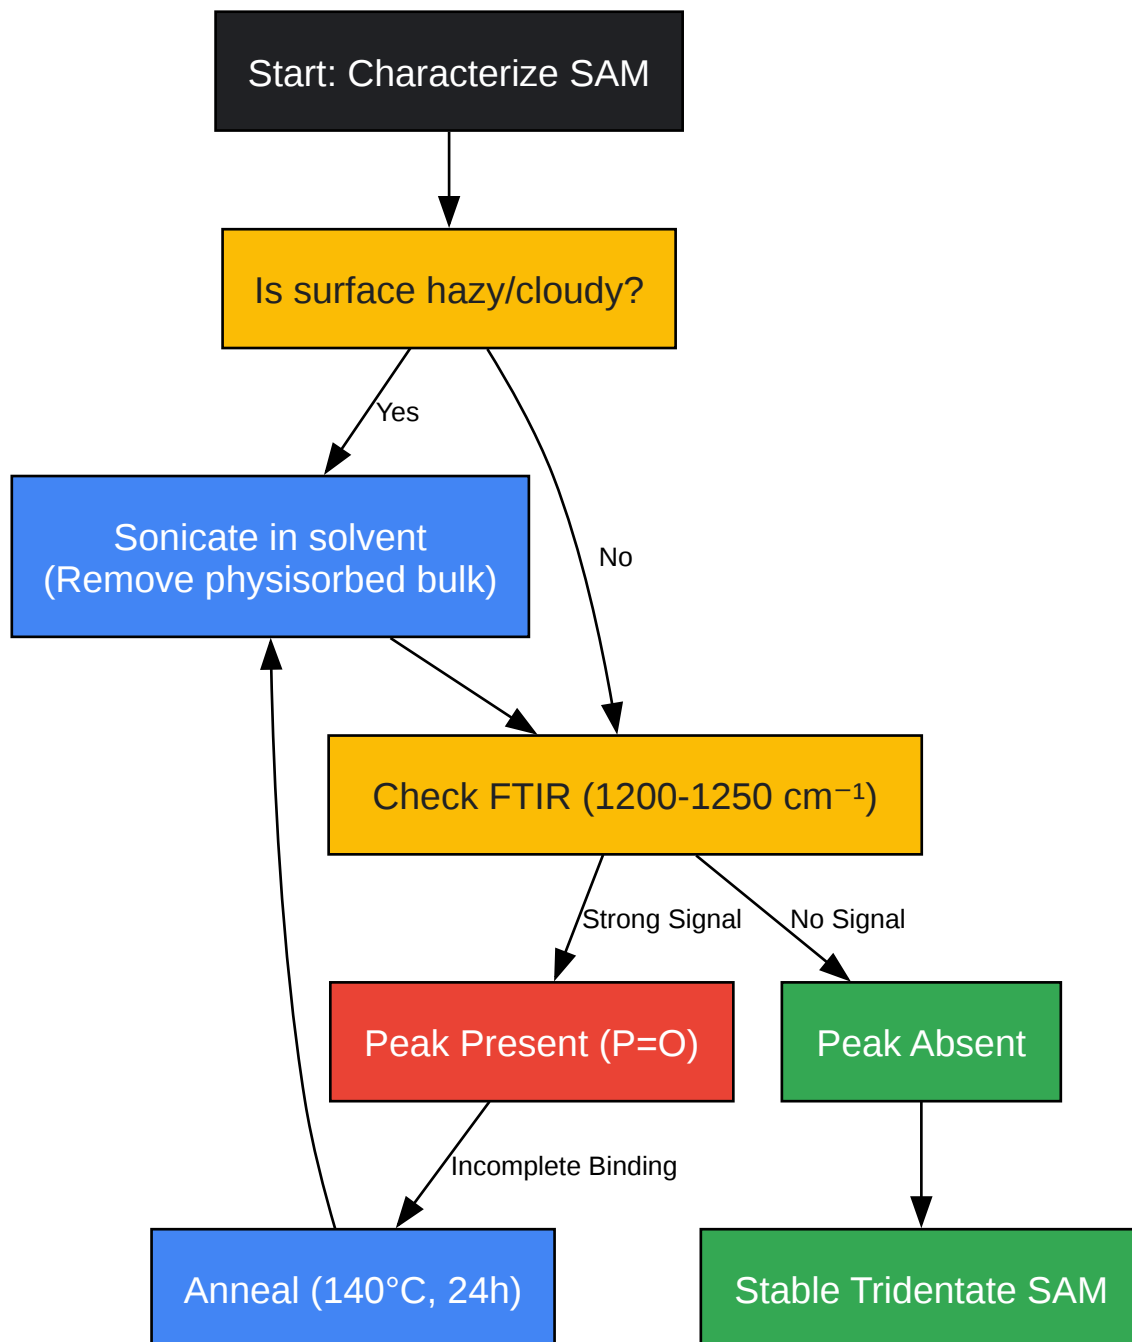 Start: Characterize SAM
Is surface hazy/cloudy?
Yes
Sonicate in solvent
(Remove physisorbed bulk)
No
Check FTIR (1200-1250 cm⁻¹)
Strong Signal
No Signal
Peak Present (P=O)
Peak Absent
Incomplete Binding
Anneal (140°C, 24h)
Stable Tridentate SAM